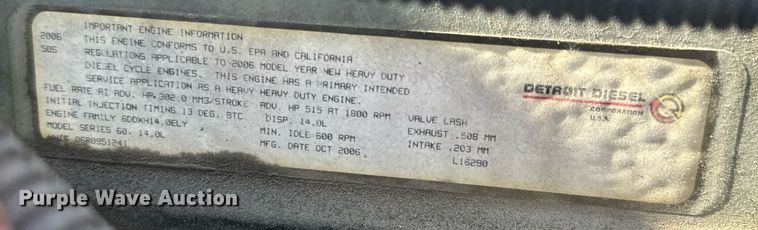 IMPORTANT ENGINE INFORMATION
2006 THIS ENGINE CONFORMS TO U.S. EPA AND CALIFORNIA
505 REGULATIONS APPLICABLE TO 2006 MODEL YEAR NEW HEAVY DUTY
DIESEL CYCLE ENGINES. THIS ENGINE HAS A PRIMARY INTENDED
SERVICE APPLICATION AS A HEAVY HEAVY DUTY ENGINE.
FUEL RATE AT ADV. HP 302.0 MM3/STROKE ADV. HP 515 AT 1800 RPM VALVE LASH
INITIAL INJECTION TIMING 13 DEG. BTC DISP. 14.0L EXHAUST .508 MM
ENGINE FAMILY 6DDXH14.0ELY MIN. IDLE 600 RPM INTAKE .203 MM
MODEL SERIES 60. 14.0L MFG. DATE OCT 2006 L16290
06R0951241
DETROIT DIESEL
CORPORATION
U.S.A.
Purple Wave Auction